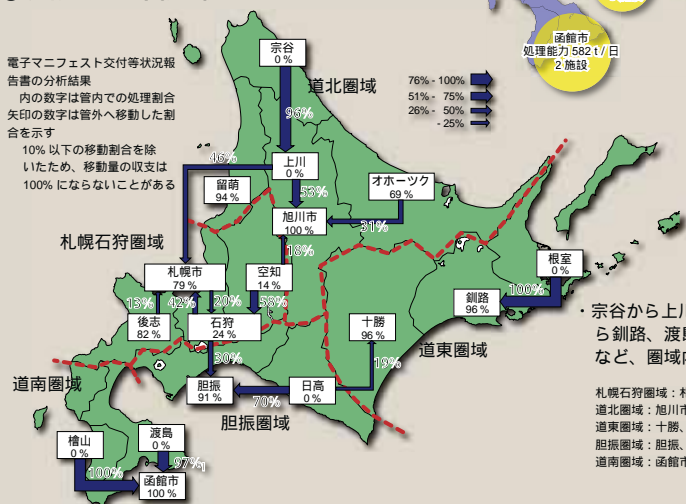 函館市
処理能力 582 t / 日
2 施設
電子マニフェスト交付等状況報
告書の分析結果
内の数字は管内での処理割合
矢印の数字は管外へ移動した割
合を示す
10% 以下の移動割合を除
いたため、移動量の収支は
100% にならないことがある
76% - 100%
51% - 75%
26% - 50%
- 25%
宗谷
0 %
道北圏域
96%
46%
上川
0 %
留萌
94 %
53%
オホーツク
69 %
旭川市
100 %
31%
札幌石狩圏域
18%
札幌市
79 %
空知
14 %
根室
0 %
100%
釧路
96 %
13%
42%
20%
58%
後志
82 %
石狩
24 %
十勝
96 %
道東圏域
・宗谷から上川
ら釧路、渡島
など、圏域内
30%
19%
道南圏域
胆振
91 %
70%
日高
0 %
胆振圏域
札幌石狩圏域:札
道北圏域:旭川市
道東圏域:十勝、
胆振圏域:胆振、
道南圏域:函館市
檜山
0 %
渡島
0 %
100%
97%
函館市
100 %